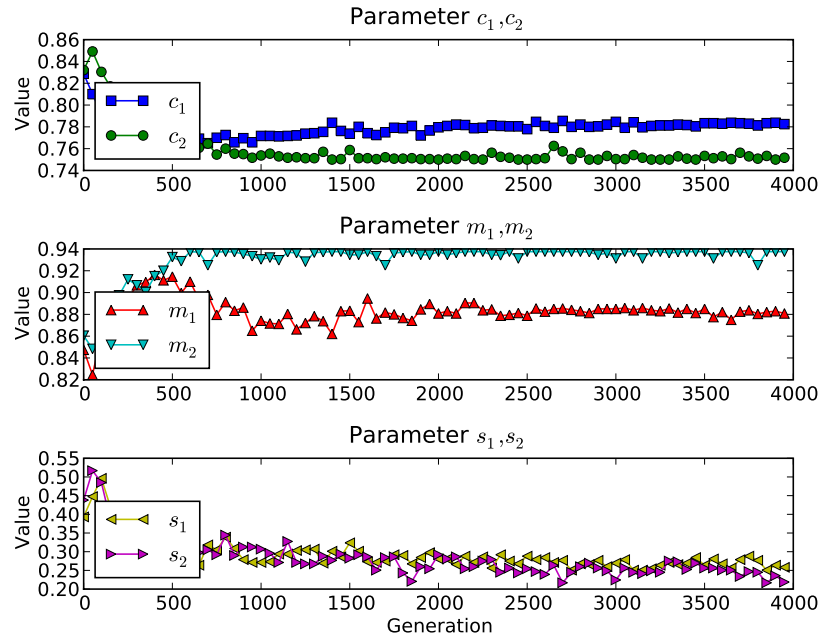 Parameter c₁,c₂
0.86
0.84
0.82
0.80
0.78
0.76
0.74
Value
c₁
c₂
0 500 1000 1500 2000 2500 3000 3500 4000
Parameter m₁,m₂
0.94
0.92
0.90
0.88
0.86
0.84
0.82
Value
m₁
m₂
0 500 1000 1500 2000 2500 3000 3500 4000
Parameter s₁,s₂
0.55
0.50
0.45
0.40
0.35
0.30
0.25
0.20
Value
s₁
s₂
0 500 1000 1500 2000 2500 3000 3500 4000
Generation